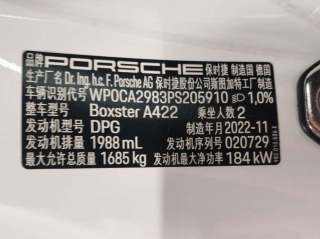 品牌 PORSCHE 保时捷 制造国 德国
生产厂名 Dr. Ing. h.c. F. Porsche AG 保时捷股份公司斯图加特工厂制造
车辆识别代号 WP0CA2983PS205910 1,0%
整车型号 Boxster A422 乘坐人数 2
发动机型号 DPG 制造年月 2022-11
发动机排量 1988 mL 发动机序列号 020729
最大允许总质量 1685 kg 发动机最大净功率 184 kW